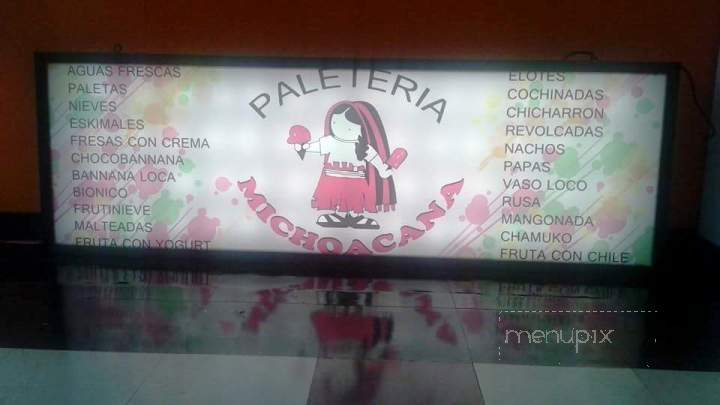 AGUAS FRESCAS
PALETAS
NIEVES
ESKIMALES
FRESAS CON CREMA
CHOCOBANNANA
BANNANA LOCA
BIONICO
FRUTINIEVE
MALTEADAS
FRUTA CON YOGURT
PALETERIA
MICHOACANA
ELOTES
COCHINADAS
CHICHARRON
REVOLCADAS
NACHOS
PAPAS
VASO LOCO
RUSA
MANGONADA
CHAMUKO
FRUTA CON CHILE
menupix